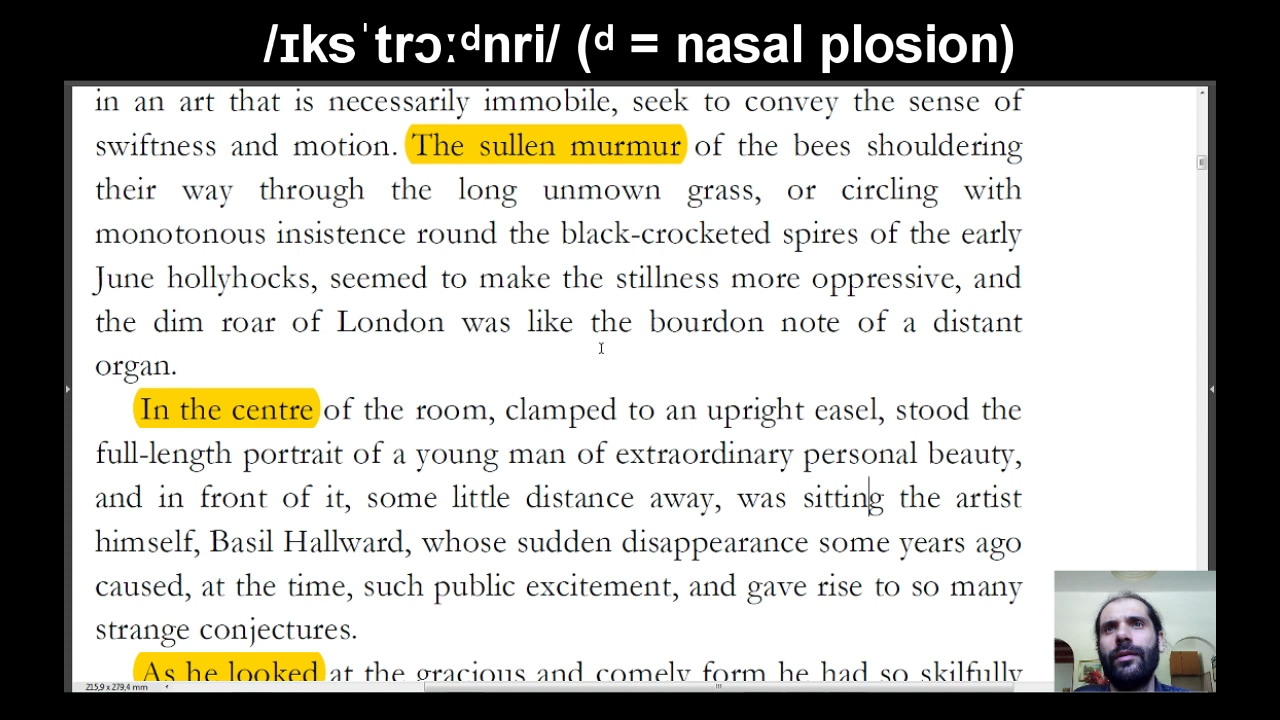 /ɪksˈtrɔːᵈnri/ (ᵈ = nasal plosion)
in an art that is necessarily immobile, seek to convey the sense of
swiftness and motion. The sullen murmur of the bees shouldering
their way through the long unmown grass, or circling with
monotonous insistence round the black-crocketed spires of the early
June hollyhocks, seemed to make the stillness more oppressive, and
the dim roar of London was like the bourdon note of a distant
organ.
In the centre of the room, clamped to an upright easel, stood the
full-length portrait of a young man of extraordinary personal beauty,
and in front of it, some little distance away, was sitting the artist
himself, Basil Hallward, whose sudden disappearance some years ago
caused, at the time, such public excitement, and gave rise to so many
strange conjectures.
As he looked at the gracious and comely form he had so skilfully
215,9 x 279,4 mm